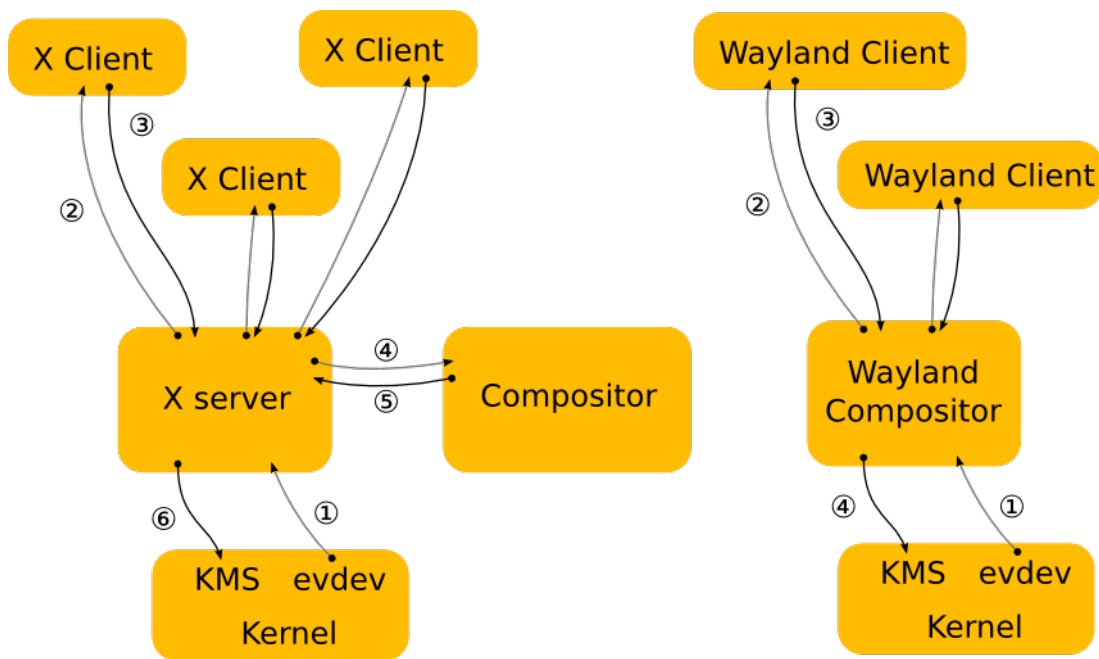 X Client
X Client
③
X Client
②
X server
④
⑤
Compositor
⑥
①
KMS evdev
Kernel
Wayland Client
③
Wayland Client
②
Wayland
Compositor
④
①
KMS evdev
Kernel